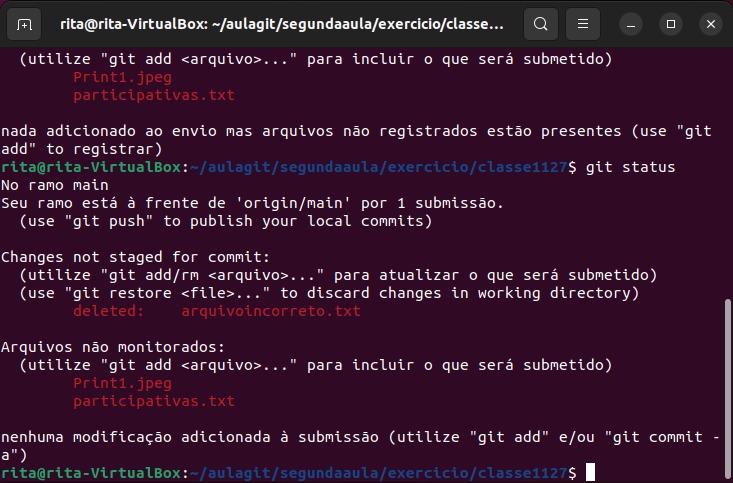 rita@rita-VirtualBox: ~/aulagit/segundaaula/exercicio/classe...
  (utilize "git add <arquivo>..." para incluir o que será submetido)
        Print1.jpeg
        participativas.txt

nada adicionado ao envio mas arquivos não registrados estão presentes (use "git
add" to registrar)
rita@rita-VirtualBox:~/aulagit/segundaaula/exercicio/classe1127$ git status
No ramo main
Seu ramo está à frente de 'origin/main' por 1 submissão.
  (use "git push" to publish your local commits)

Changes not staged for commit:
  (utilize "git add/rm <arquivo>..." para atualizar o que será submetido)
  (use "git restore <file>..." to discard changes in working directory)
        deleted:    arquivoincorreto.txt

Arquivos não monitorados:
  (utilize "git add <arquivo>..." para incluir o que será submetido)
        Print1.jpeg
        participativas.txt

nenhuma modificação adicionada à submissão (utilize "git add" e/ou "git commit -
a")
rita@rita-VirtualBox:~/aulagit/segundaaula/exercicio/classe1127$